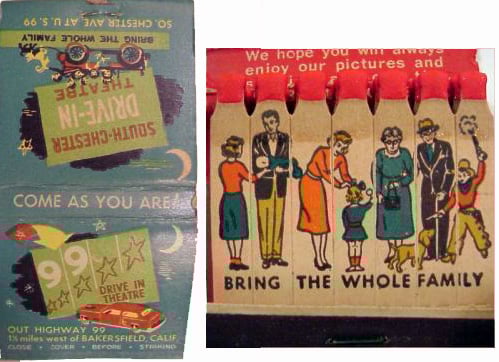 SO. CHESTER AVE AT U.S. 99
BRING THE WHOLE FAMILY
SOUTH-CHESTER
DRIVE-IN
THEATRE
COME AS YOU ARE
99
DRIVE IN
THEATRE
OUT HIGHWAY 99
1½ miles west of BAKERSFIELD, CALIF.
CLOSE • COVER • BEFORE • STRIKING
We hope you will always
enjoy our pictures and
BRING THE WHOLE FAMILY